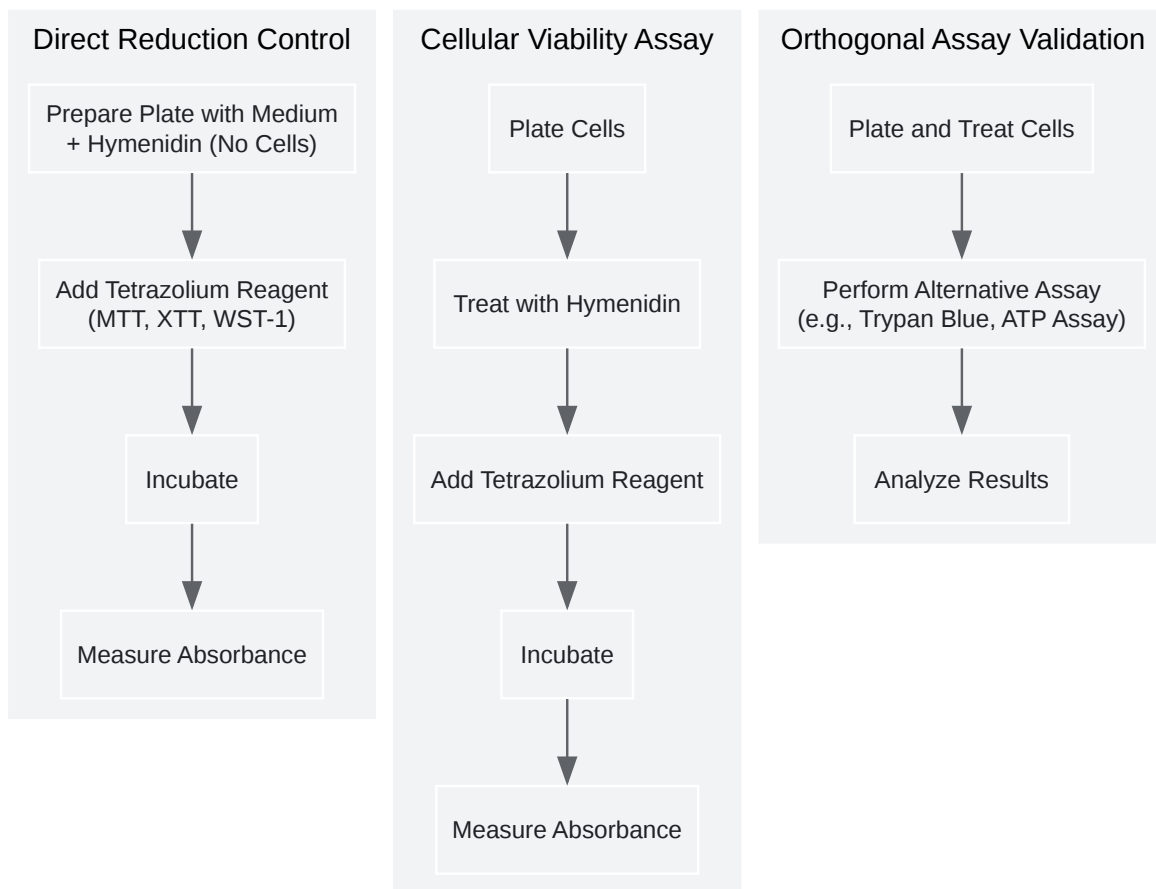 Direct Reduction Control
Prepare Plate with Medium
+ Hymenidin (No Cells)
Add Tetrazolium Reagent
(MTT, XTT, WST-1)
Incubate
Measure Absorbance
Cellular Viability Assay
Plate Cells
Treat with Hymenidin
Add Tetrazolium Reagent
Incubate
Measure Absorbance
Orthogonal Assay Validation
Plate and Treat Cells
Perform Alternative Assay
(e.g., Trypan Blue, ATP Assay)
Analyze Results